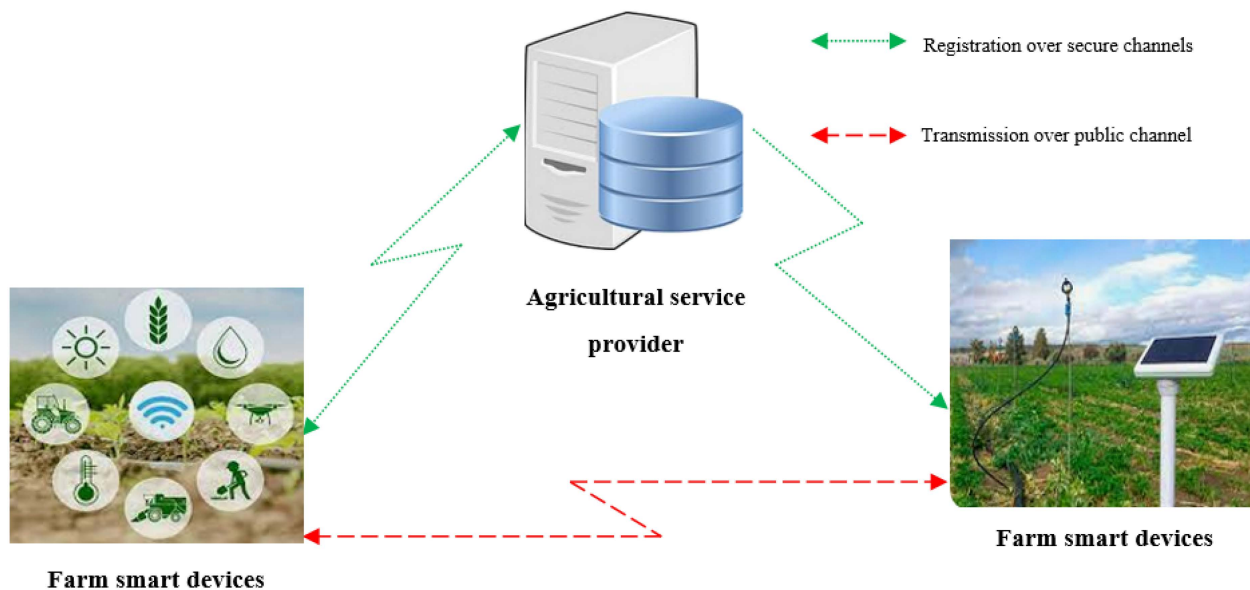 Registration over secure channels
Transmission over public channel
Agricultural service
provider
Farm smart devices
Farm smart devices